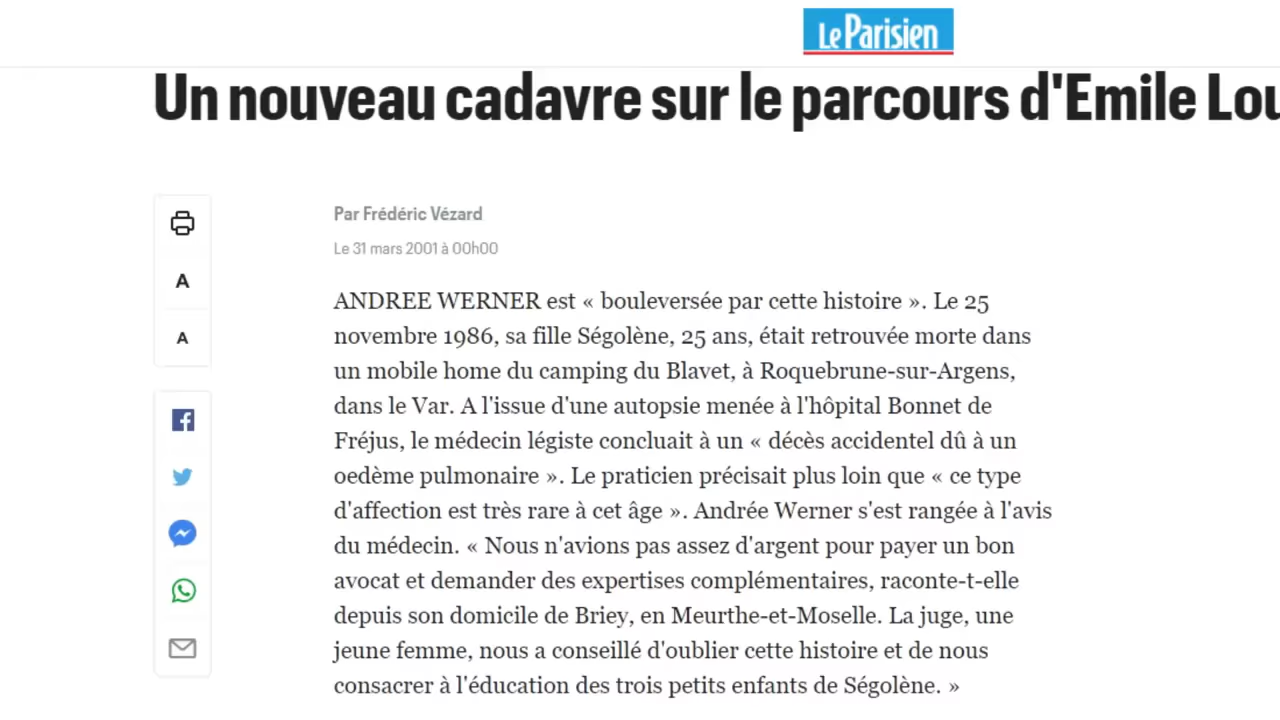 Le Parisien
Un nouveau cadavre sur le parcours d'Emile Lou
Par Frédéric Vézard
Le 31 mars 2001 à 00h00
A
A
ANDREE WERNER est « bouleversée par cette histoire ». Le 25
novembre 1986, sa fille Ségolène, 25 ans, était retrouvée morte dans
un mobile home du camping du Blavet, à Roquebrune-sur-Argens,
dans le Var. A l'issue d'une autopsie menée à l'hôpital Bonnet de
Fréjus, le médecin légiste concluait à un « décès accidentel dû à un
oedème pulmonaire ». Le praticien précisait plus loin que « ce type
d'affection est très rare à cet âge ». Andrée Werner s'est rangée à l'avis
du médecin. « Nous n'avions pas assez d'argent pour payer un bon
avocat et demander des expertises complémentaires, raconte-t-elle
depuis son domicile de Briey, en Meurthe-et-Moselle. La juge, une
jeune femme, nous a conseillé d'oublier cette histoire et de nous
consacrer à l'éducation des trois petits enfants de Ségolène. »